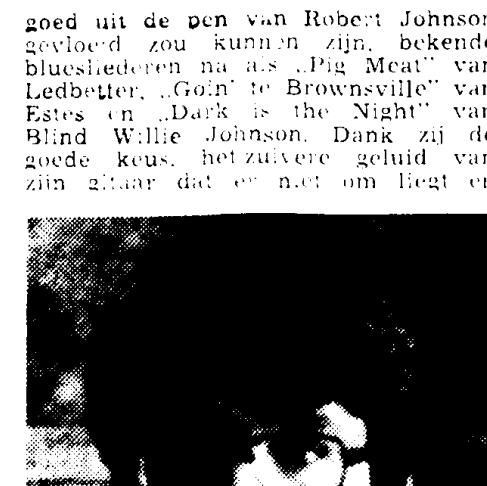 goed uit de pen van Robert Johnson
gevloeid zou kunnen zijn, bekende
bluesliederen na als „Pig Meat” van
Ledbetter, „Goin' to Brownsville” van
Estes en „Dark is the Night” van
Blind Willie Johnson. Dank zij de
goede keus, het zuivere geluid van
zijn gitaar dat er niet om liegt en